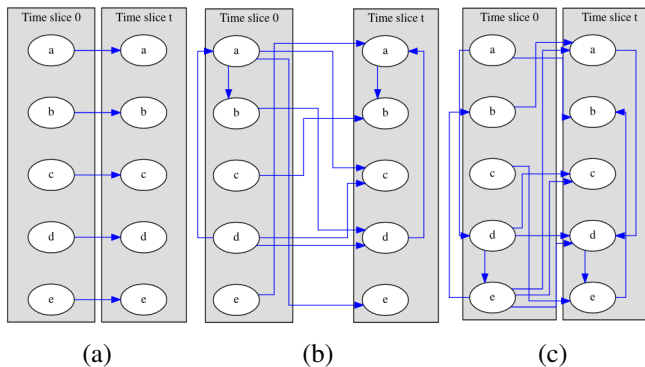 Time slice 0 Time slice t Time slice 0 Time slice t Time slice 0 Time slice t
a a a a a a
b b b b b b
c c c c c c
d d d d d d
e e e e e e
(a) (b) (c)